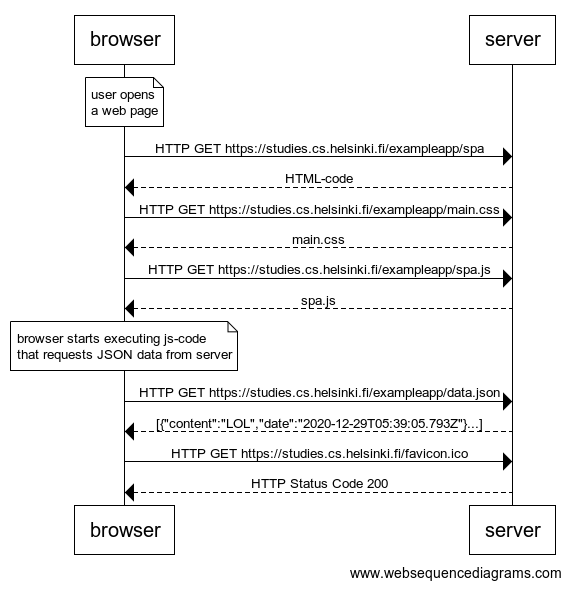 browser server
user opens
a web page
HTTP GET https://studies.cs.helsinki.fi/exampleapp/spa
HTML-code
HTTP GET https://studies.cs.helsinki.fi/exampleapp/main.css
main.css
HTTP GET https://studies.cs.helsinki.fi/exampleapp/spa.js
spa.js
browser starts executing js-code
that requests JSON data from server
HTTP GET https://studies.cs.helsinki.fi/exampleapp/data.json
[{"content":"LOL","date":"2020-12-29T05:39:05.793Z"}...]
HTTP GET https://studies.cs.helsinki.fi/favicon.ico
HTTP Status Code 200
browser server
www.websequencediagrams.com